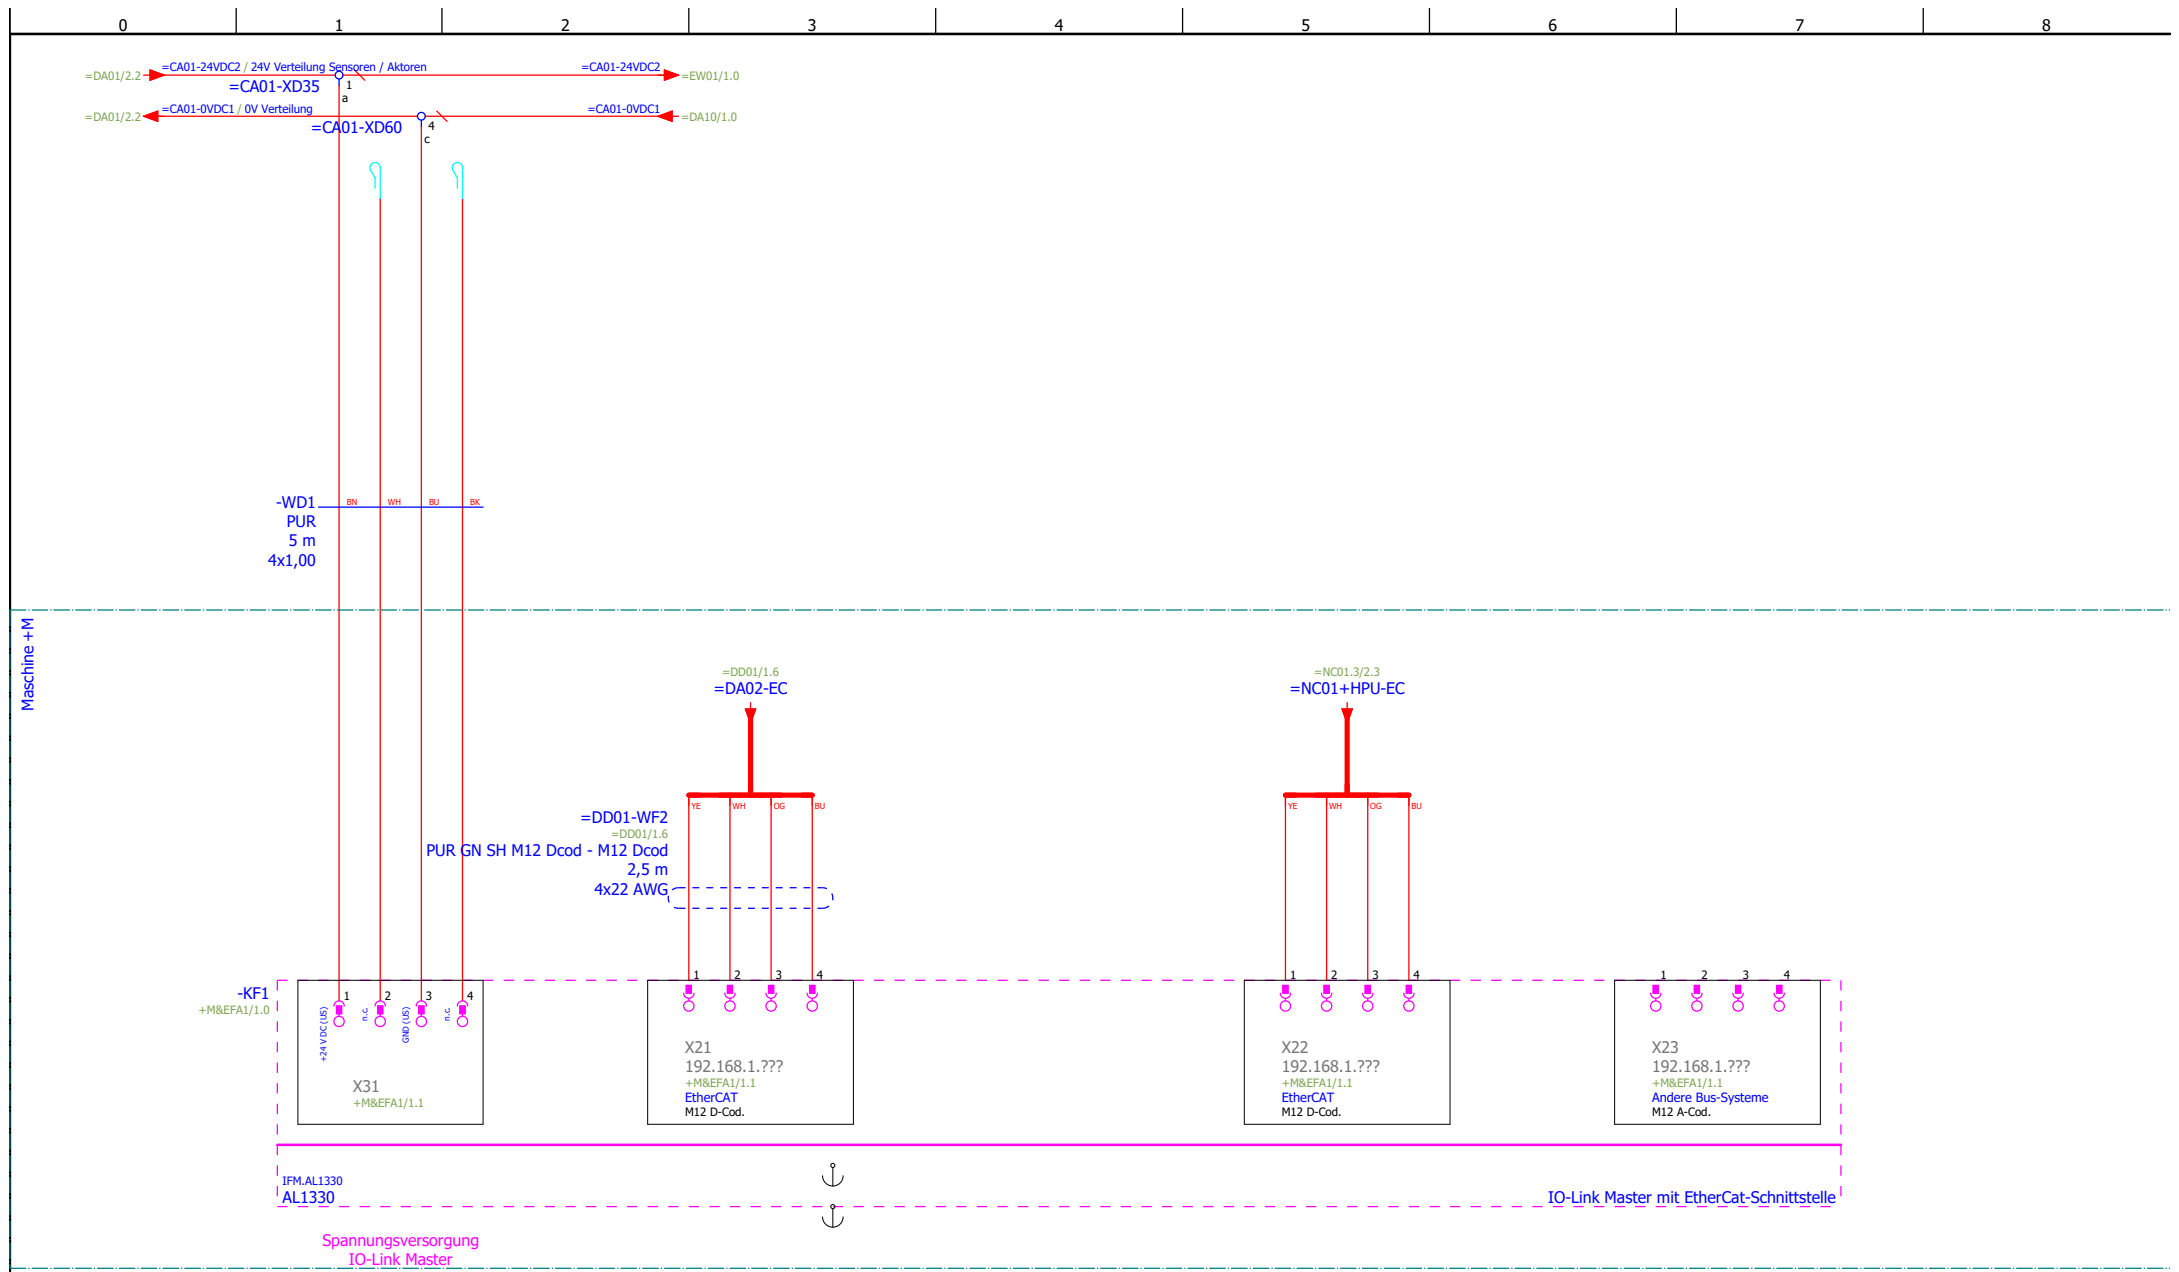 0 1 2 3 4 5 6 7 8
=DA01/2.2 =CA01-24VDC2 / 24V Verteilung Sensoren / Aktoren =CA01-24VDC2 =EW01/1.0
=CA01-XD35 1
a
=DA01/2.2 =CA01-0VDC1 / 0V Verteilung =CA01-0VDC1 =DA10/1.0
=CA01-XD60 4
c
-WD1 BN WH BU BK
PUR
5 m
4x1,00
Maschine +M
=DD01/1.6
=DA02-EC
=NC01.3/2.3
=NC01+HPU-EC
YE WH OG BU
YE WH OG BU
=DD01-WF2
=DD01/1.6
PUR GN SH M12 Dcod - M12 Dcod
2,5 m
4x22 AWG
-KF1
+M&EFA1/1.0
1 2 3 4
+24 V DC (US)
n.c.
GND (US)
n.c.
X31
+M&EFA1/1.1
1 2 3 4
X21
192.168.1.???
+M&EFA1/1.1
EtherCAT
M12 D-Cod.
1 2 3 4
X22
192.168.1.???
+M&EFA1/1.1
EtherCAT
M12 D-Cod.
1 2 3 4
X23
192.168.1.???
+M&EFA1/1.1
Andere Bus-Systeme
M12 A-Cod.
IFM.AL1330
AL1330
IO-Link Master mit EtherCat-Schnittstelle
Spannungsversorgung
IO-Link Master